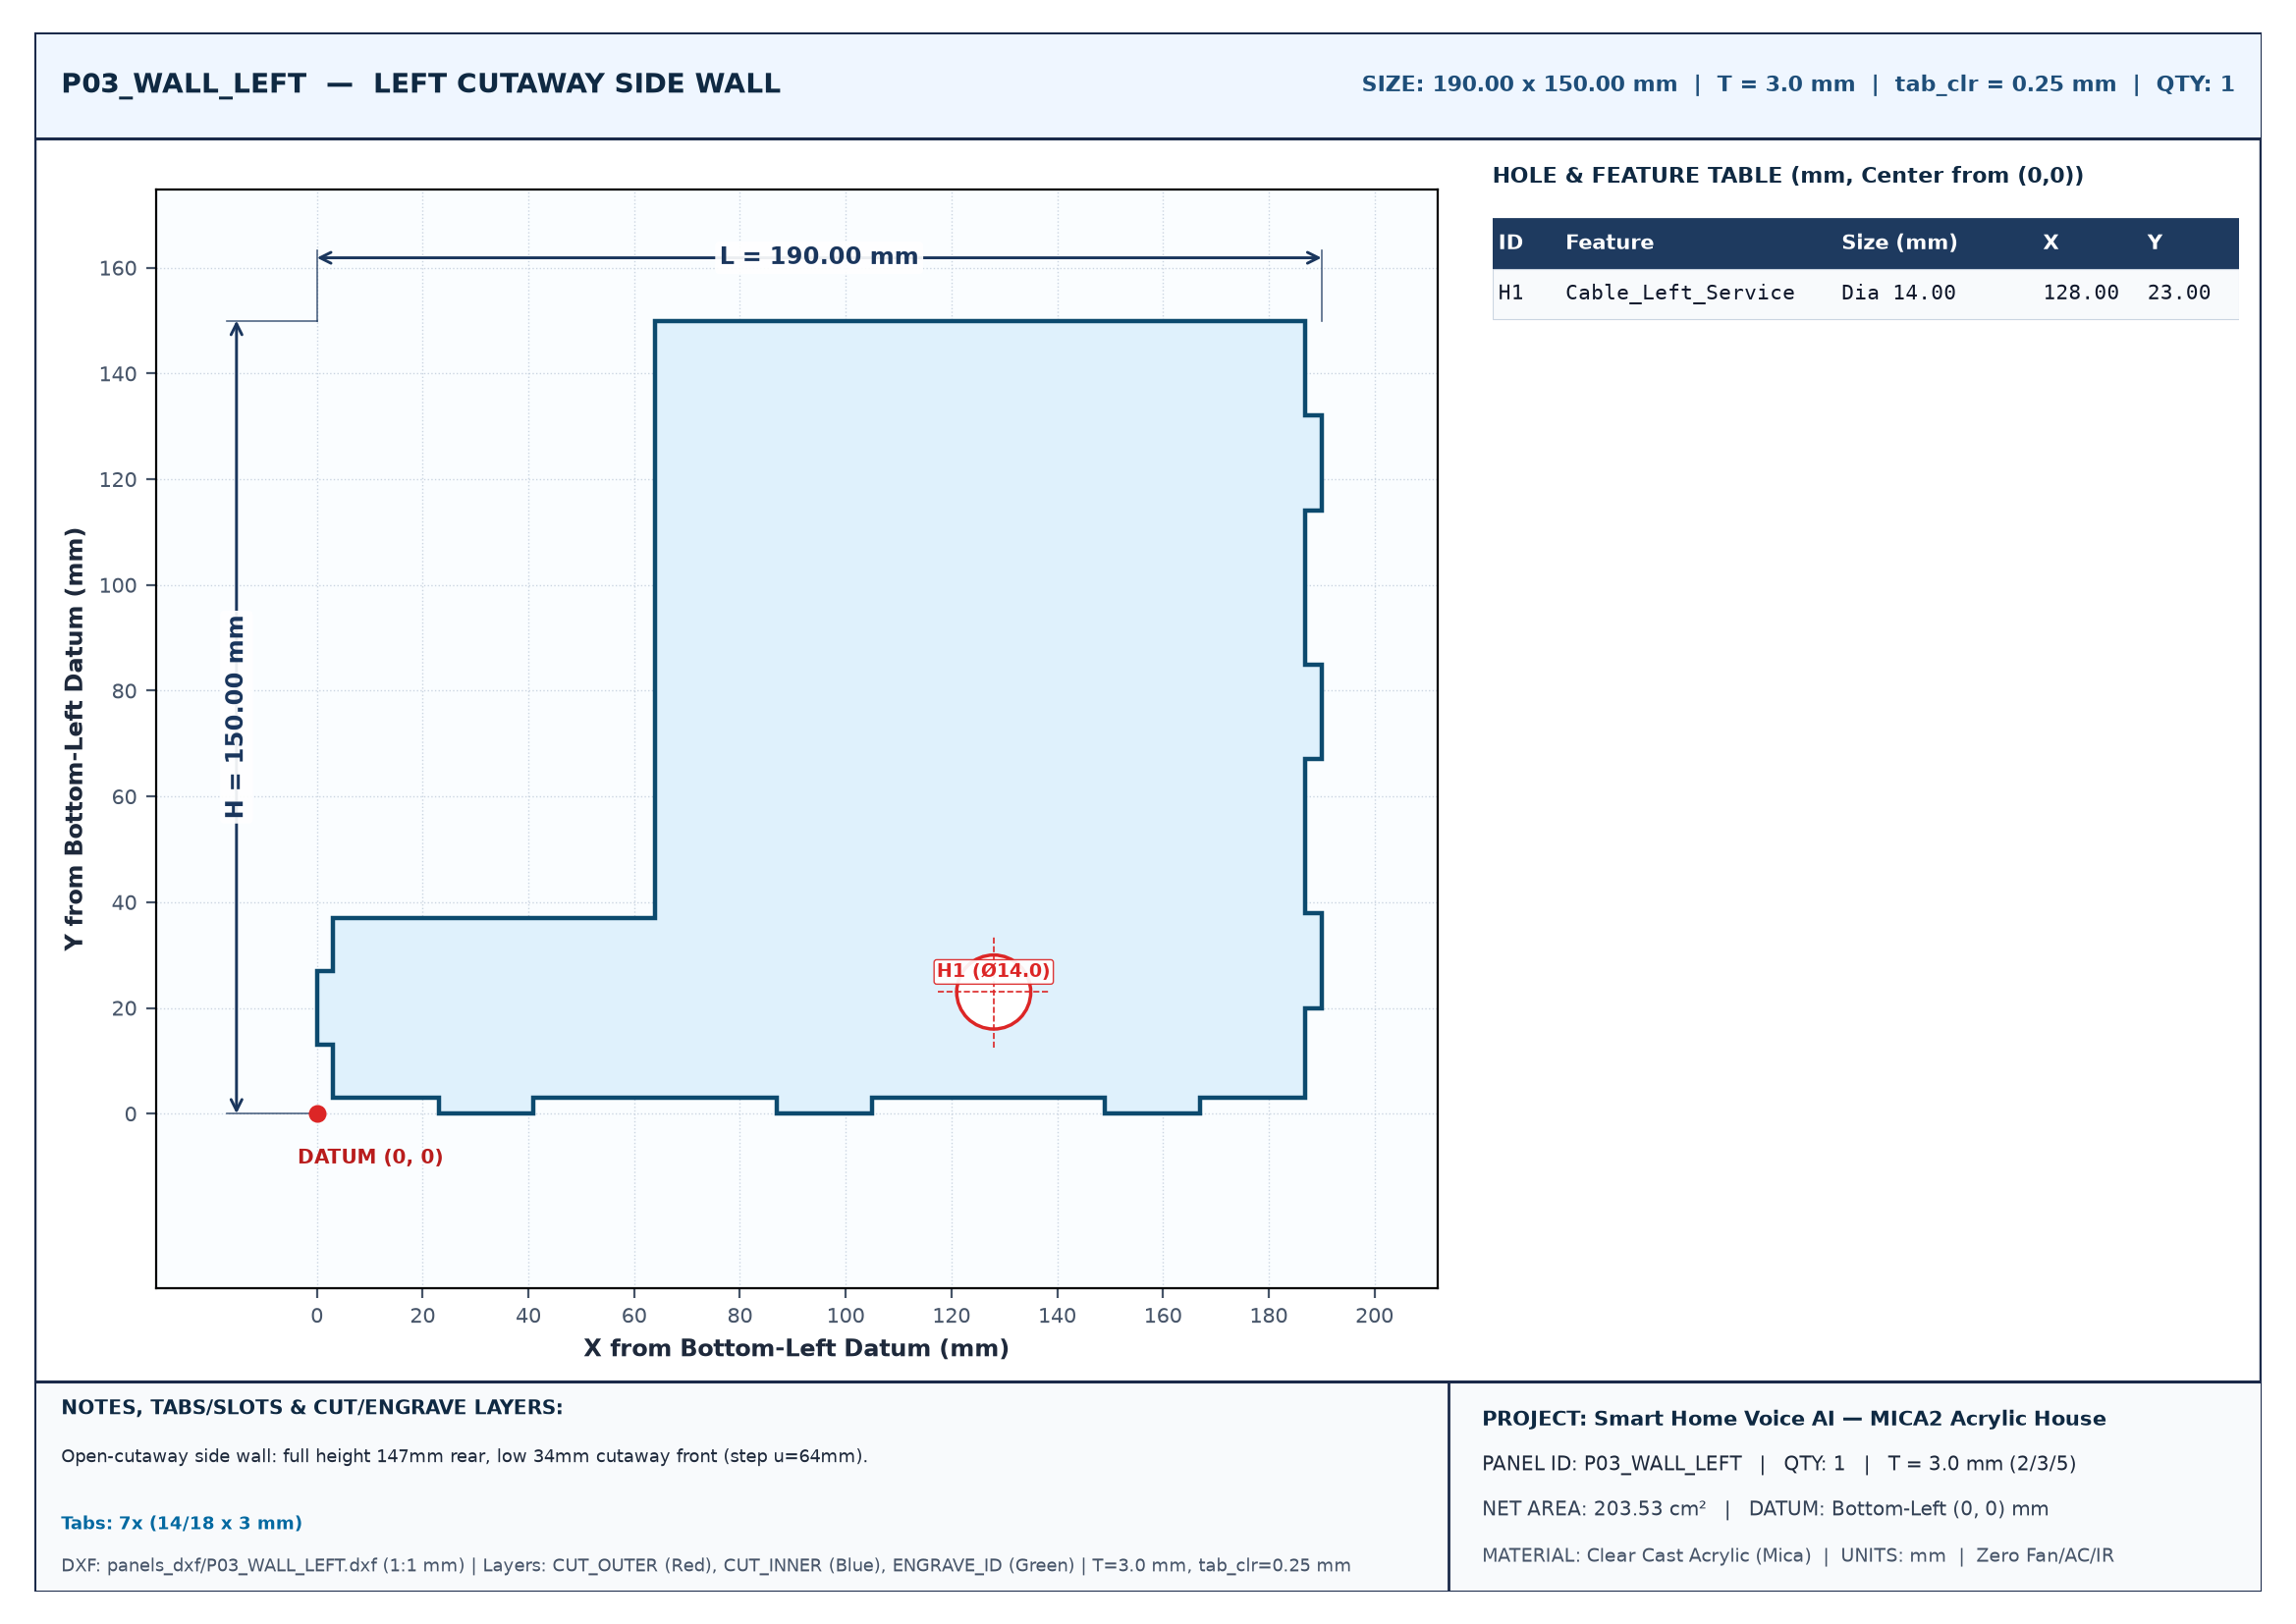 P03_WALL_LEFT — LEFT CUTAWAY SIDE WALL
SIZE: 190.00 x 150.00 mm | T = 3.0 mm | tab_clr = 0.25 mm | QTY: 1
HOLE & FEATURE TABLE (mm, Center from (0,0))
ID Feature Size (mm) X Y
H1 Cable_Left_Service Dia 14.00 128.00 23.00
L = 190.00 mm
H = 150.00 mm
H1 (Ø14.0)
DATUM (0, 0)
Y from Bottom-Left Datum (mm)
160
140
120
100
80
60
40
20
0
0 20 40 60 80 100 120 140 160 180 200
X from Bottom-Left Datum (mm)
NOTES, TABS/SLOTS & CUT/ENGRAVE LAYERS:
Open-cutaway side wall: full height 147mm rear, low 34mm cutaway front (step u=64mm).
Tabs: 7x (14/18 x 3 mm)
DXF: panels_dxf/P03_WALL_LEFT.dxf (1:1 mm) | Layers: CUT_OUTER (Red), CUT_INNER (Blue), ENGRAVE_ID (Green) | T=3.0 mm, tab_clr=0.25 mm
PROJECT: Smart Home Voice AI — MICA2 Acrylic House
PANEL ID: P03_WALL_LEFT | QTY: 1 | T = 3.0 mm (2/3/5)
NET AREA: 203.53 cm² | DATUM: Bottom-Left (0, 0) mm
MATERIAL: Clear Cast Acrylic (Mica) | UNITS: mm | Zero Fan/AC/IR